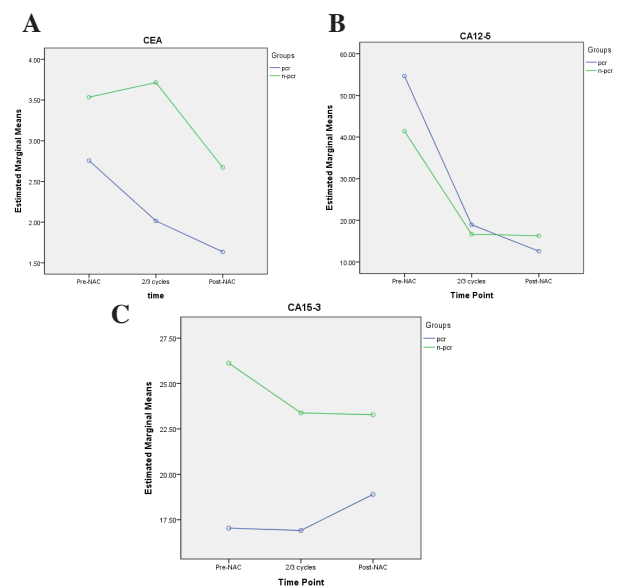 A
CEA
Groups
pcr
n-pcr
Estimated Marginal Means
4.00
3.50
3.00
2.50
2.00
1.50
Pre-NAC 2/3 cycles Post-NAC
time
B
CA12-5
Groups
pcr
n-pcr
Estimated Marginal Means
60.00
50.00
40.00
30.00
20.00
10.00
Pre-NAC 2/3 cycles Post-NAC
Time Point
C
CA15-3
Groups
pcr
n-pcr
Estimated Marginal Means
27.50
25.00
22.50
20.00
17.50
Pre-NAC 2/3 cycles Post-NAC
Time Point